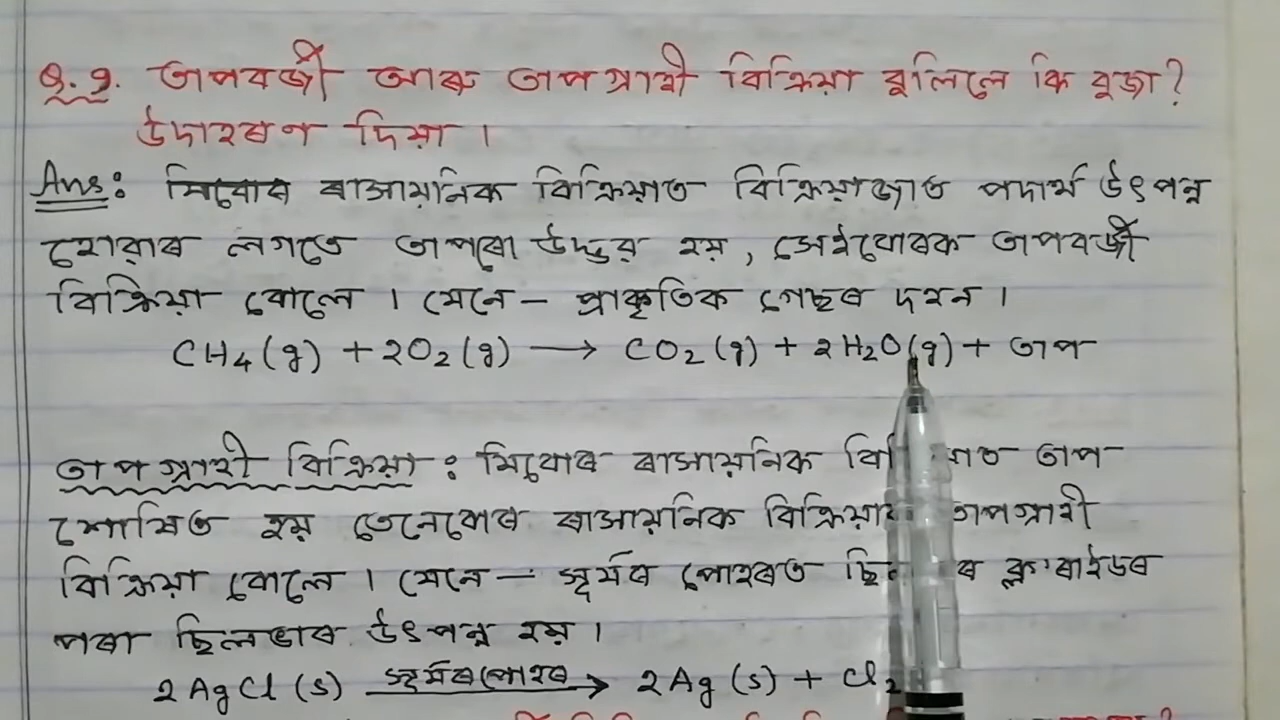 Q.9. তাপবৰ্জী আৰু তাপগ্ৰাহী বিক্ৰিয়া বুলিলে কি বুজা?
উদাহৰণ দিয়া।
Ans: যিবোৰ ৰাসায়নিক বিক্ৰিয়াত বিক্ৰিয়াজাত পদাৰ্থ উৎপন্ন
হোৱাৰ লগতে তাপৰো উদ্ভৱ হয়, সেইবোৰক তাপবৰ্জী
বিক্ৰিয়া বোলে। যেনে – প্ৰাকৃতিক গেছৰ দহন।
CH₄(g) + 2O₂(g) → CO₂(g) + 2H₂O(g) + তাপ
তাপগ্ৰাহী বিক্ৰিয়া : যিবোৰ ৰাসায়নিক তাপ
শোষিত হয় তেনেবোৰ ৰাসায়নিক তাপগ্ৰাহী
বিক্ৰিয়া বোলে। যেনে – সূৰ্যৰ পোহৰত ক্ল'ৰাইডৰ
পৰা ছিলভাৰ উৎপন্ন হয়।
2AgCl(s) সূৰ্যৰ পোহৰ → 2Ag(s) + Cl₂